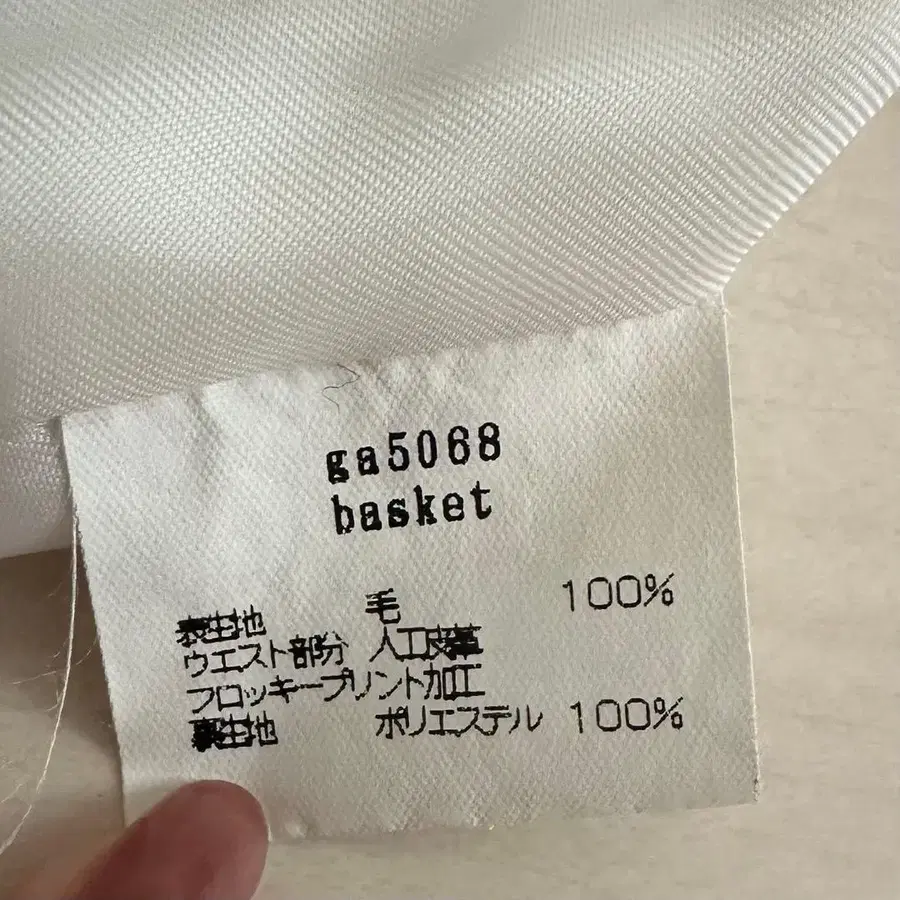 ga5068
basket
表生地 毛 100%
ウエスト部分 人工皮革
フロッキープリント加工
裏生地 ポリエステル 100%